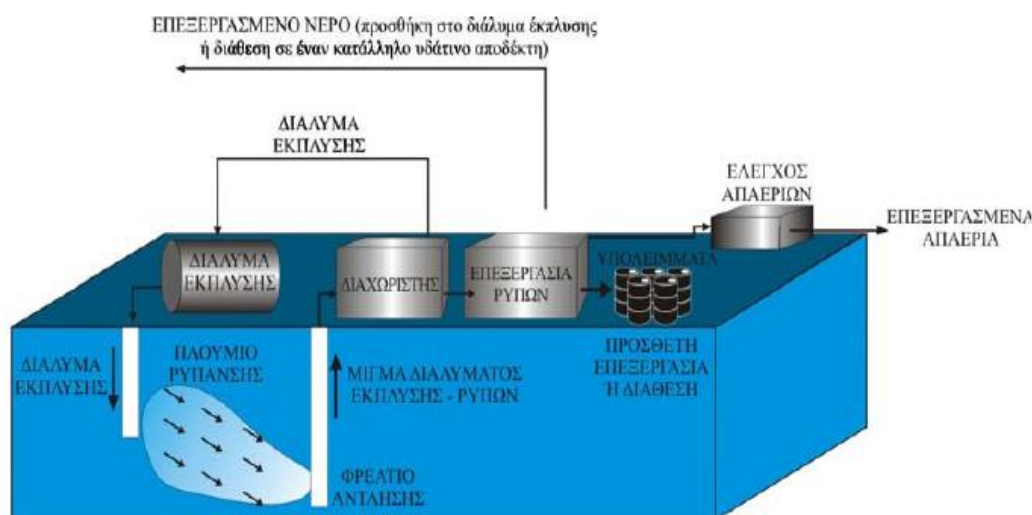 ΕΠΕΞΕΡΓΑΣΜΕΝΟ ΝΕΡΟ (προσθήκη στο διάλυμα έκπλυσης
ή διάθεση σε έναν κατάλληλο υδάτινο αποδέκτη)
ΔΙΑΛΥΜΑ
ΕΚΠΛΥΣΗΣ
ΕΛΕΓΧΟΣ
ΑΠΑΕΡΙΩΝ
ΕΠΕΞΕΡΓΑΣΜΕΝΑ
ΑΠΑΕΡΙΑ
ΔΙΑΛΥΜΑ
ΕΚΠΛΥΣΗΣ
ΔΙΑΧΩΡΙΣΤΗΣ
ΕΠΕΞΕΡΓΑΣΙΑ
ΡΥΠΩΝ
ΥΠΟΛΕΙΜΜΑΤΑ
ΠΡΟΣΘΕΤΗ
ΕΠΕΞΕΡΓΑΣΙΑ
Ή ΔΙΑΘΕΣΗ
ΔΙΑΛΥΜΑ
ΕΚΠΛΥΣΗΣ
ΠΛΟΥΜΙΟ
ΡΥΠΑΝΣΗΣ
ΜΙΓΜΑ ΔΙΑΛΥΜΑΤΟΣ
ΕΚΠΛΥΣΗΣ - ΡΥΠΩΝ
ΦΡΕΑΤΙΟ
ΑΝΤΛΗΣΗΣ